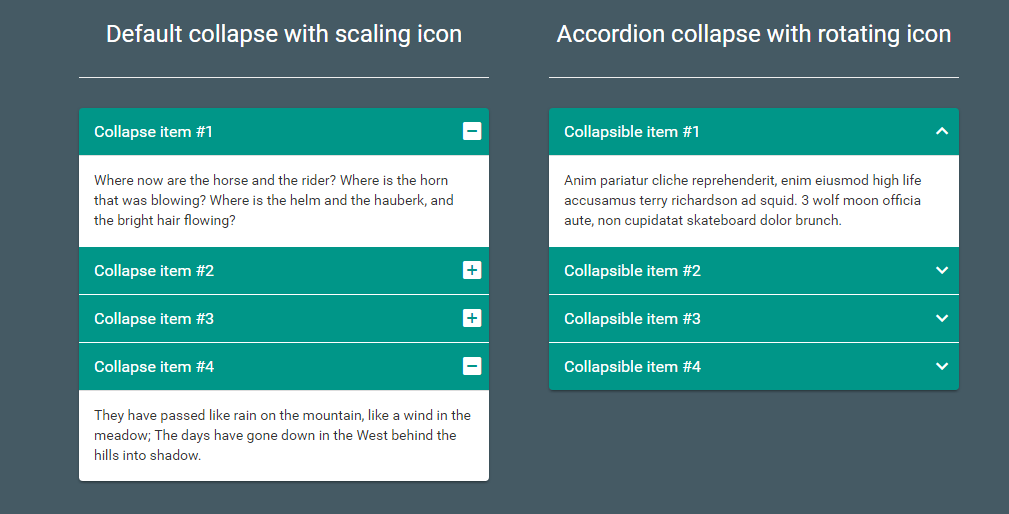 Default collapse with scaling icon
Collapse item #1
Where now are the horse and the rider? Where is the horn
that was blowing? Where is the helm and the hauberk, and
the bright hair flowing?
Collapse item #2
Collapse item #3
Collapse item #4
They have passed like rain on the mountain, like a wind in the
meadow; The days have gone down in the West behind the
hills into shadow.
Accordion collapse with rotating icon
Collapsible item #1
Anim pariatur cliche reprehenderit, enim eiusmod high life
accusamus terry richardson ad squid. 3 wolf moon officia
aute, non cupidatat skateboard dolor brunch.
Collapsible item #2
Collapsible item #3
Collapsible item #4